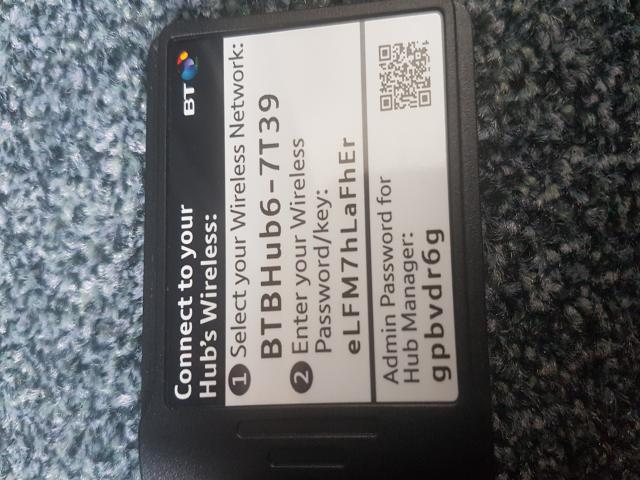 Connect to your
Hub's Wireless:
BT
1 Select your Wireless Network:
BTBHub6-7T39
2 Enter your Wireless
Password/key:
eLFM7hLaFhEr
Admin Password for
Hub Manager:
gpbvdr6g